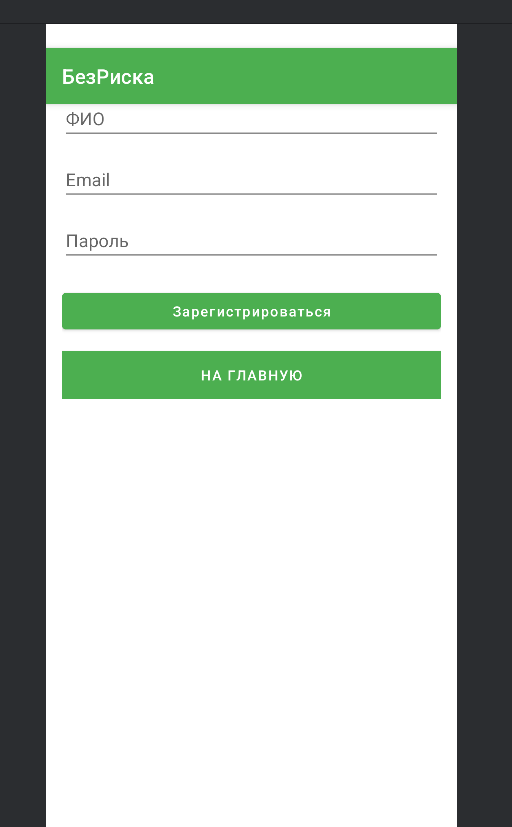 БезРиска
ФИО
Email
Пароль
Зарегистрироваться
НА ГЛАВНУЮ